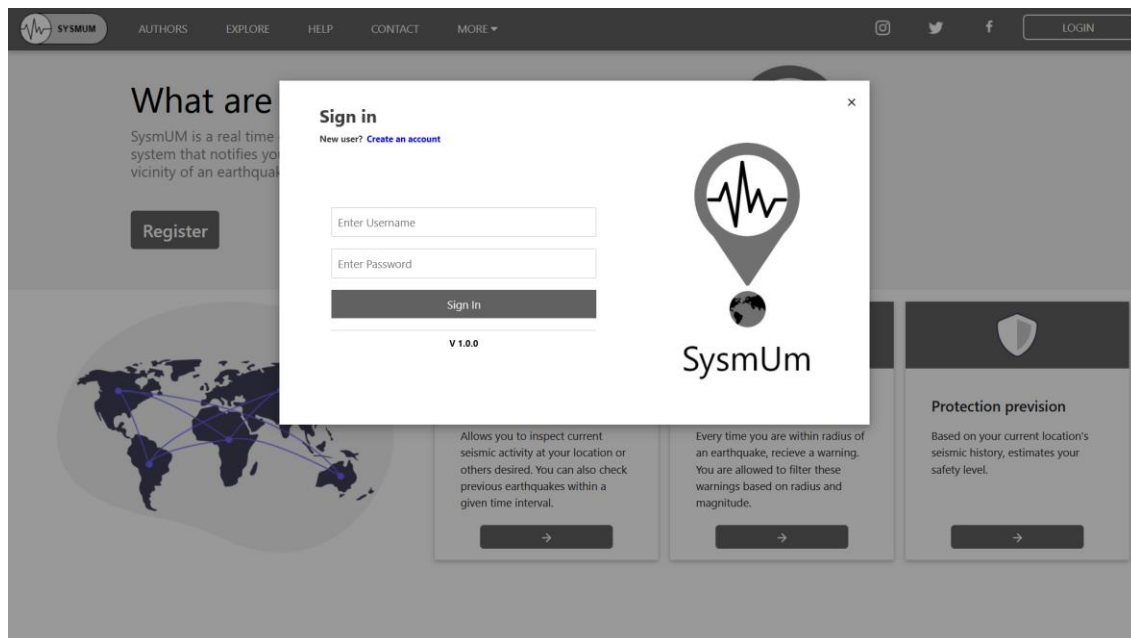 SYSMUM AUTHORS EXPLORE HELP CONTACT MORE LOGIN
What are
SysmUM is a real time
system that notifies yo
vicinity of an earthquak
Register
Sign in
×
New user? Create an account
Enter Username
Enter Password
Sign In
V 1.0.0
SysmUm
Allows you to inspect current
seismic activity at your location or
others desired. You can also check
previous earthquakes within a
given time interval.
→
Every time you are within radius of
an earthquake, recieve a warning.
You are allowed to filter these
warnings based on radius and
magnitude.
→
Protection prevision
Based on your current location's
seismic history, estimates your
safety level.
→